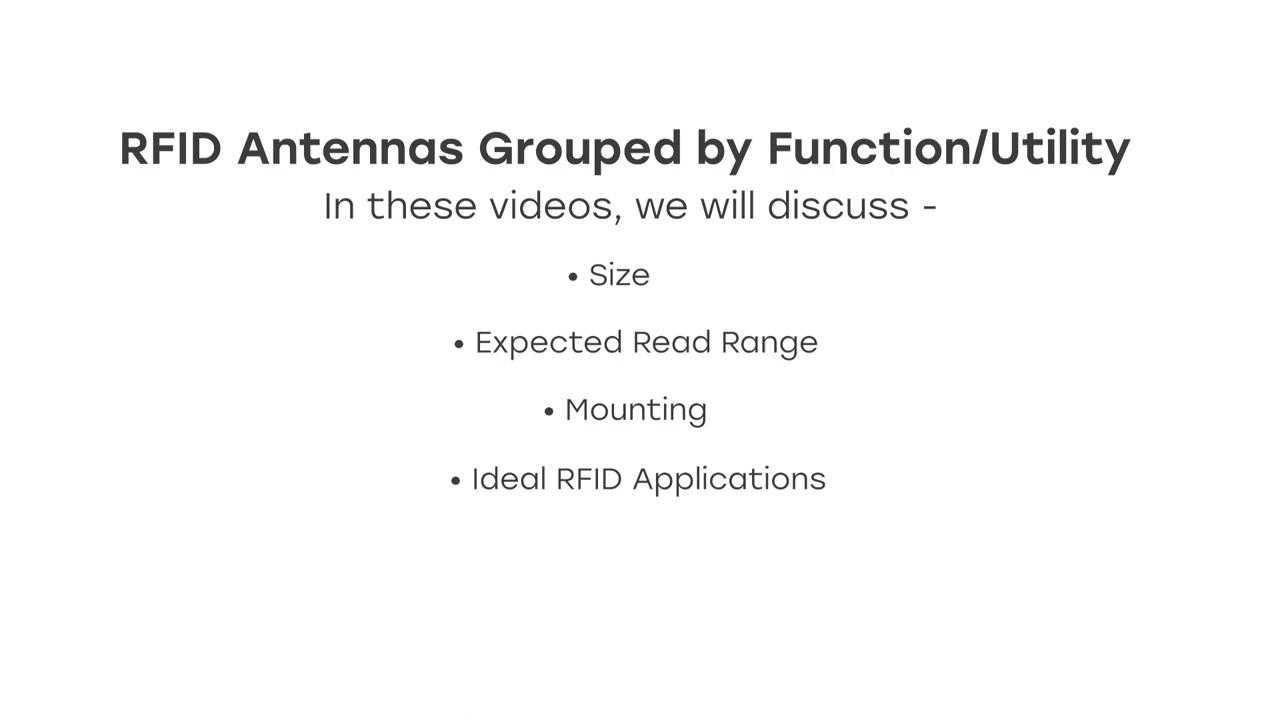 RFID Antennas Grouped by Function/Utility
In these videos, we will discuss -
• Size
• Expected Read Range
• Mounting
• Ideal RFID Applications